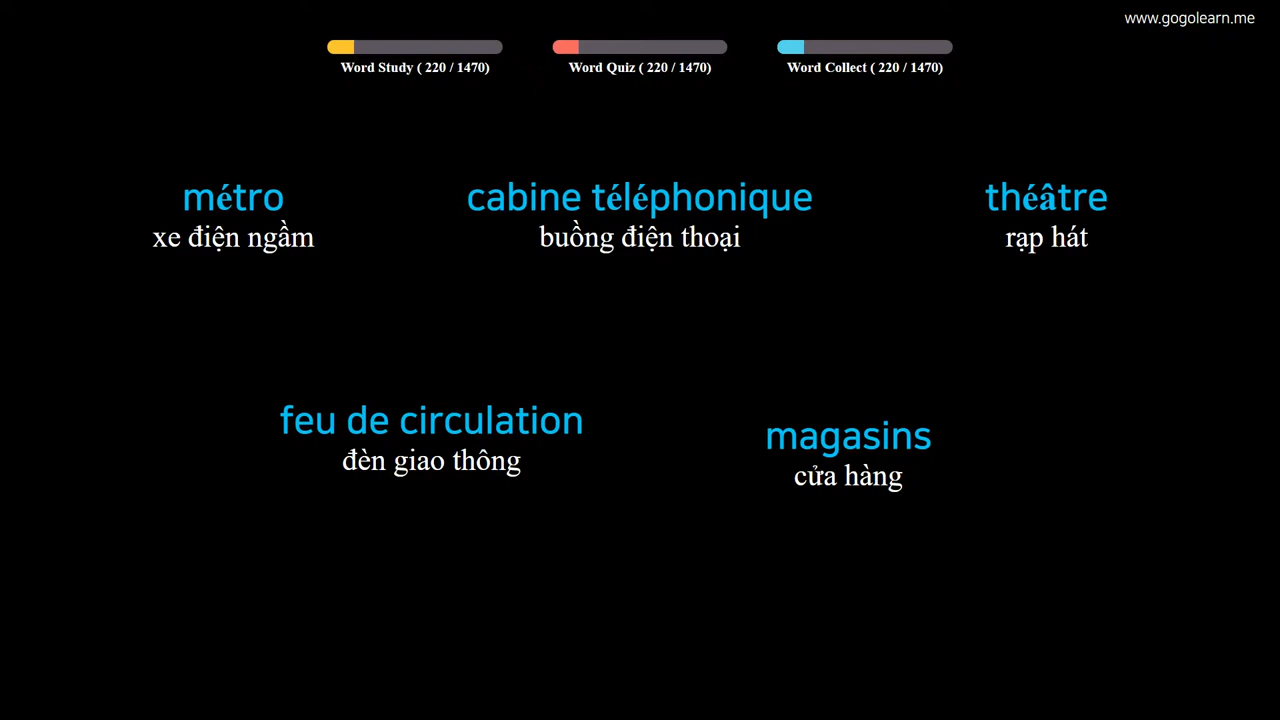 www.gogolearn.me
Word Study ( 220 / 1470)
Word Quiz ( 220 / 1470)
Word Collect ( 220 / 1470)
métro
xe điện ngầm
cabine téléphonique
buồng điện thoại
théâtre
rạp hát
feu de circulation
đèn giao thông
magasins
cửa hàng